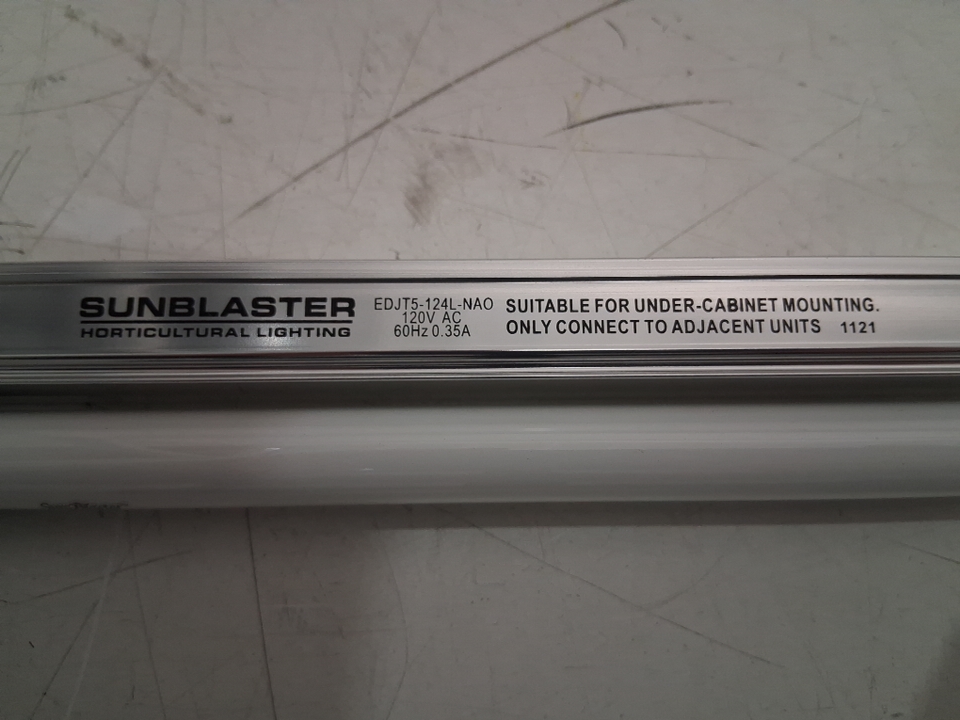 SUNBLASTER
HORTICULTURAL LIGHTING
EDJT5-124L-NAO
120V AC
60Hz 0.35A
SUITABLE FOR UNDER-CABINET MOUNTING.
ONLY CONNECT TO ADJACENT UNITS 1121